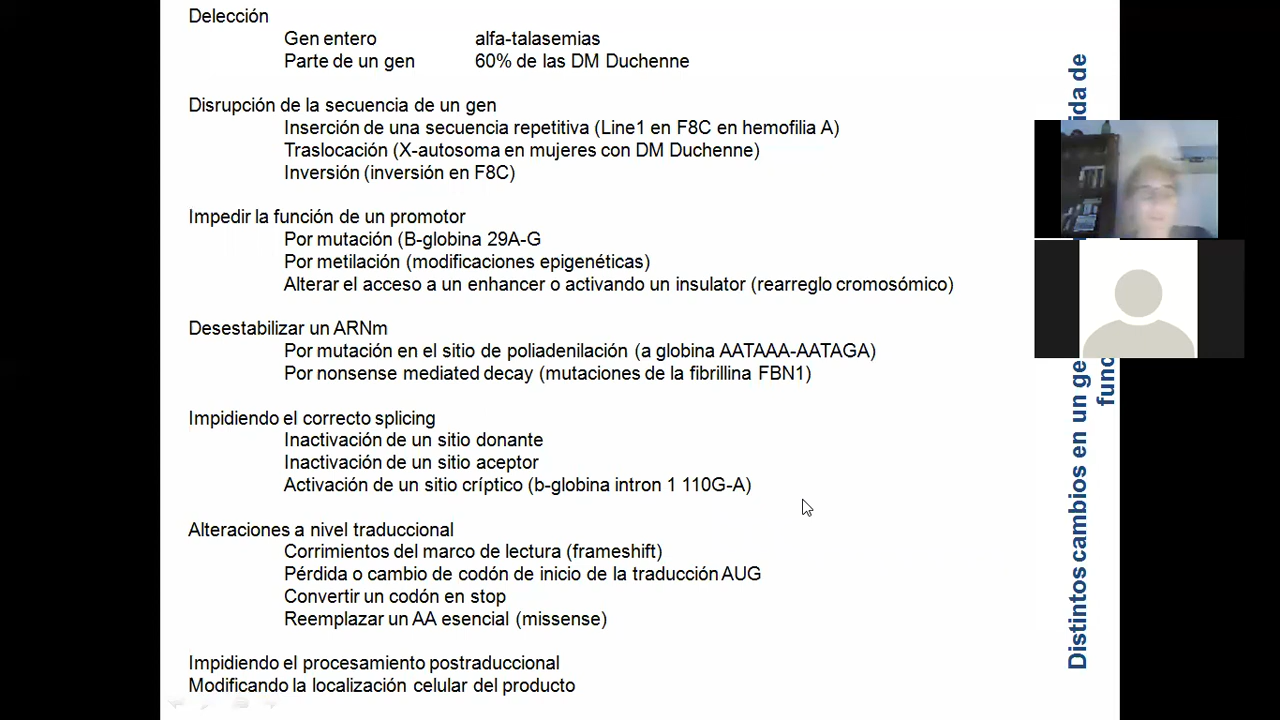 Delección
Gen entero alfa-talasemias
Parte de un gen 60% de las DM Duchenne
Disrupción de la secuencia de un gen
Inserción de una secuencia repetitiva (Line1 en F8C en hemofilia A)
Traslocación (X-autosoma en mujeres con DM Duchenne)
Inversión (inversión en F8C)
Impedir la función de un promotor
Por mutación (B-globina 29A-G
Por metilación (modificaciones epigenéticas)
Alterar el acceso a un enhancer o activando un insulator (rearreglo cromosómico)
Desestabilizar un ARNm
Por mutación en el sitio de poliadenilación (a globina AATAAA-AATAGA)
Por nonsense mediated decay (mutaciones de la fibrillina FBN1)
Impidiendo el correcto splicing
Inactivación de un sitio donante
Inactivación de un sitio aceptor
Activación de un sitio críptico (b-globina intron 1 110G-A)
Alteraciones a nivel traduccional
Corrimientos del marco de lectura (frameshift)
Pérdida o cambio de codón de inicio de la traducción AUG
Convertir un codón en stop
Reemplazar un AA esencial (missense)
Impidiendo el procesamiento postraduccional
Modificando la localización celular del producto
Distintos cambios en un ge ida de
func